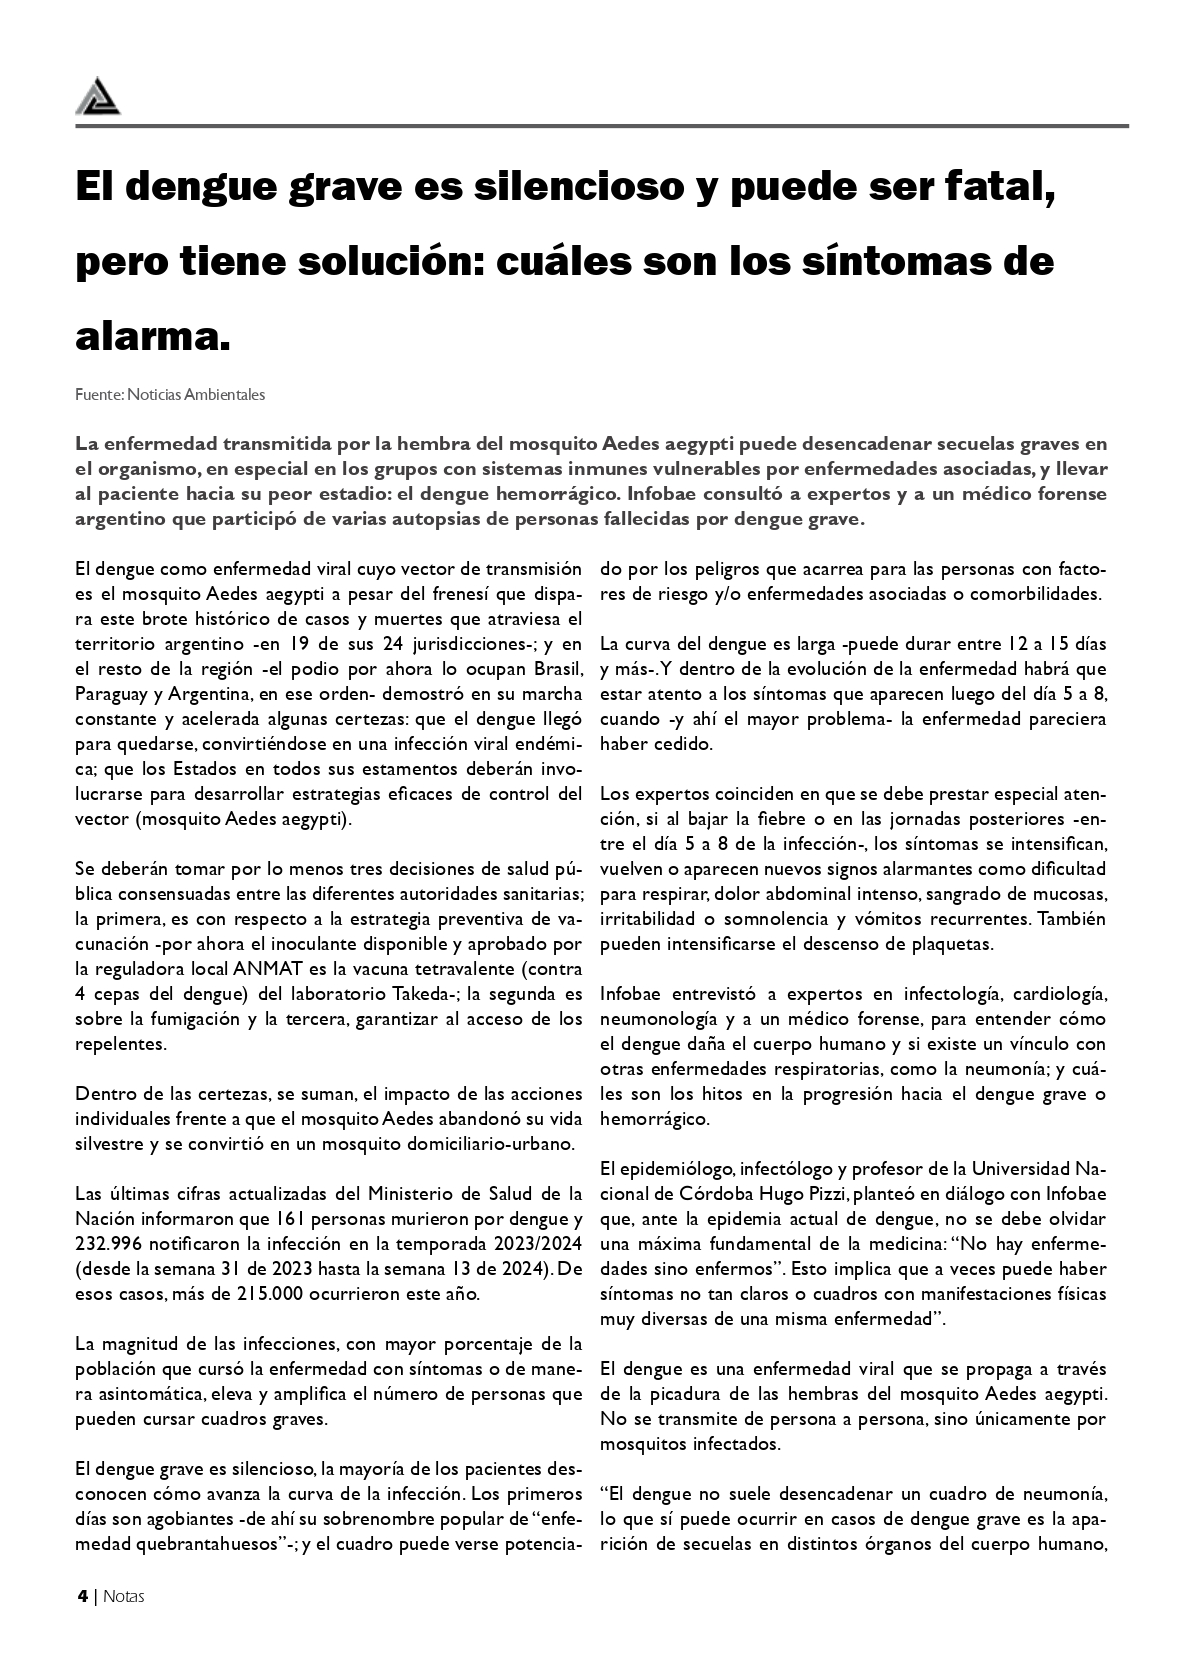 El dengue grave es silencioso y puede ser fatal,
pero tiene solución: cuáles son los síntomas de
alarma.
Fuente: Noticias Ambientales
La enfermedad transmitida por la hembra del mosquito Aedes aegypti puede desencadenar secuelas graves en
el organismo, en especial en los grupos con sistemas inmunes vulnerables por enfermedades asociadas, y llevar
al paciente hacia su peor estadio: el dengue hemorrágico. Infobae consultó a expertos y a un médico forense
argentino que participó de varias autopsias de personas fallecidas por dengue grave.
El dengue como enfermedad viral cuyo vector de transmisión
es el mosquito Aedes aegypti a pesar del frenesí que dispa-
ra este brote histórico de casos y muertes que atraviesa el
territorio argentino -en 19 de sus 24 jurisdicciones-; y en
el resto de la región -el podio por ahora lo ocupan Brasil,
Paraguay y Argentina, en ese orden- demostró en su marcha
constante y acelerada algunas certezas: que el dengue llegó
para quedarse, convirtiéndose en una infección viral endémi-
ca; que los Estados en todos sus estamentos deberán invo-
lucrarse para desarrollar estrategias eficaces de control del
vector (mosquito Aedes aegypti).
Se deberán tomar por lo menos tres decisiones de salud pú-
blica consensuadas entre las diferentes autoridades sanitarias;
la primera, es con respecto a la estrategia preventiva de va-
cunación -por ahora el inoculante disponible y aprobado por
la reguladora local ANMAT es la vacuna tetravalente (contra
4 cepas del dengue) del laboratorio Takeda-; la segunda es
sobre la fumigación y la tercera, garantizar al acceso de los
repelentes.
Dentro de las certezas, se suman, el impacto de las acciones
individuales frente a que el mosquito Aedes abandonó su vida
silvestre y se convirtió en un mosquito domiciliario-urbano.
Las últimas cifras actualizadas del Ministerio de Salud de la
Nación informaron que 161 personas murieron por dengue y
232.996 notificaron la infección en la temporada 2023/2024
(desde la semana 31 de 2023 hasta la semana 13 de 2024). De
esos casos, más de 215.000 ocurrieron este año.
La magnitud de las infecciones, con mayor porcentaje de la
población que cursó la enfermedad con síntomas o de mane-
ra asintomática, eleva y amplifica el número de personas que
pueden cursar cuadros graves.
El dengue grave es silencioso, la mayoría de los pacientes des-
conocen cómo avanza la curva de la infección. Los primeros
días son agobiantes -de ahí su sobrenombre popular de “enfe-
medad quebrantahuesos”-; y el cuadro puede verse potencia-
do por los peligros que acarrea para las personas con facto-
res de riesgo y/o enfermedades asociadas o comorbilidades.
La curva del dengue es larga -puede durar entre 12 a 15 días
y más-. Y dentro de la evolución de la enfermedad habrá que
estar atento a los síntomas que aparecen luego del día 5 a 8,
cuando -y ahí el mayor problema- la enfermedad pareciera
haber cedido.
Los expertos coinciden en que se debe prestar especial aten-
ción, si al bajar la fiebre o en las jornadas posteriores -en-
tre el día 5 a 8 de la infección-, los síntomas se intensifican,
vuelven o aparecen nuevos signos alarmantes como dificultad
para respirar, dolor abdominal intenso, sangrado de mucosas,
irritabilidad o somnolencia y vómitos recurrentes. También
pueden intensificarse el descenso de plaquetas.
Infobae entrevistó a expertos en infectología, cardiología,
neumonología y a un médico forense, para entender cómo
el dengue daña el cuerpo humano y si existe un vínculo con
otras enfermedades respiratorias, como la neumonía; y cuá-
les son los hitos en la progresión hacia el dengue grave o
hemorrágico.
El epidemiólogo, infectólogo y profesor de la Universidad Na-
cional de Córdoba Hugo Pizzi, planteó en diálogo con Infobae
que, ante la epidemia actual de dengue, no se debe olvidar
una máxima fundamental de la medicina: “No hay enferme-
dades sino enfermos”. Esto implica que a veces puede haber
síntomas no tan claros o cuadros con manifestaciones físicas
muy diversas de una misma enfermedad”.
El dengue es una enfermedad viral que se propaga a través
de la picadura de las hembras del mosquito Aedes aegypti.
No se transmite de persona a persona, sino únicamente por
mosquitos infectados.
“El dengue no suele desencadenar un cuadro de neumonía,
lo que sí puede ocurrir en casos de dengue grave es la apa-
rición de secuelas en distintos órganos del cuerpo humano,
4 | Notas